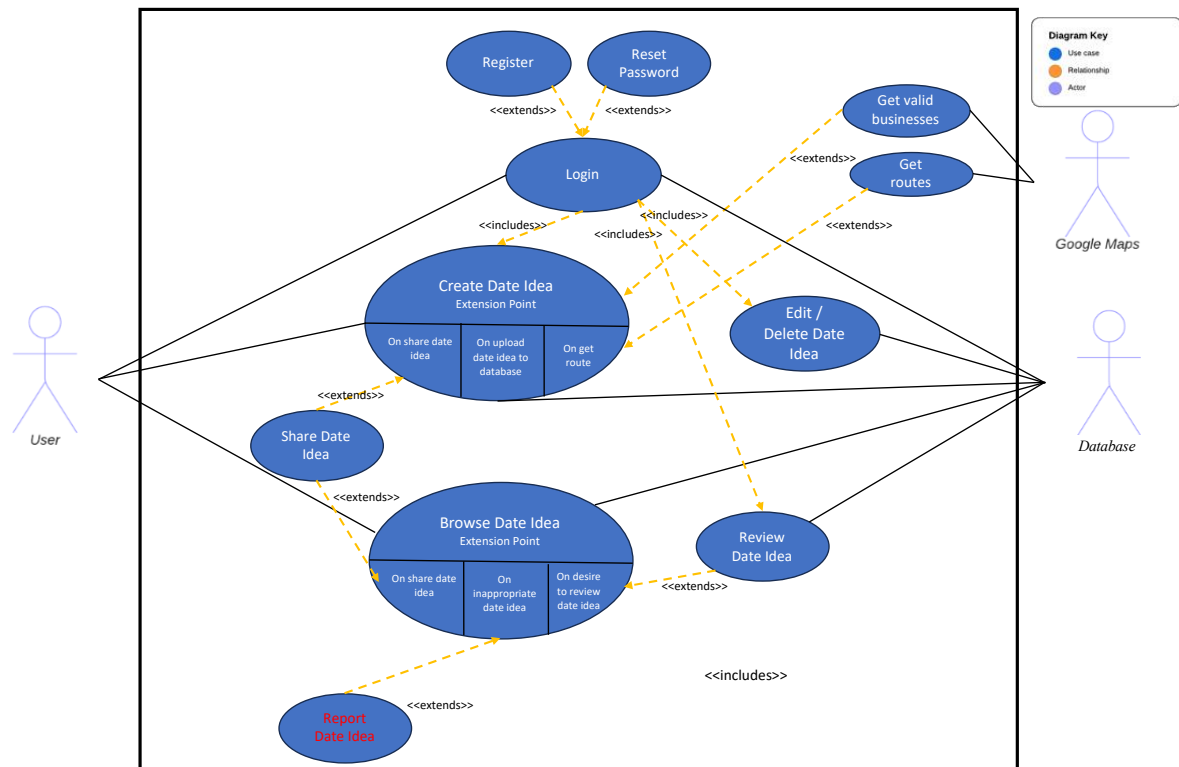 Register
Reset
Password
Diagram Key
Use case
Relationship
Actor
Get valid
businesses
<<extends>>
<<extends>>
<<extends>>
Login
Get
routes
<<includes>>
<<includes>>
<<includes>>
<<extends>>
Google Maps
Create Date Idea
Extension Point
Edit /
Delete Date
Idea
On share date
idea
On upload
date idea to
database
On get
route
<<extends>>
User
Share Date
Idea
Database
<<extends>>
Browse Date Idea
Extension Point
Review
Date Idea
On share date
idea
On
inappropriate
date idea
On desire
to review
date idea
<<extends>>
<<includes>>
<<extends>>
Report
Date Idea